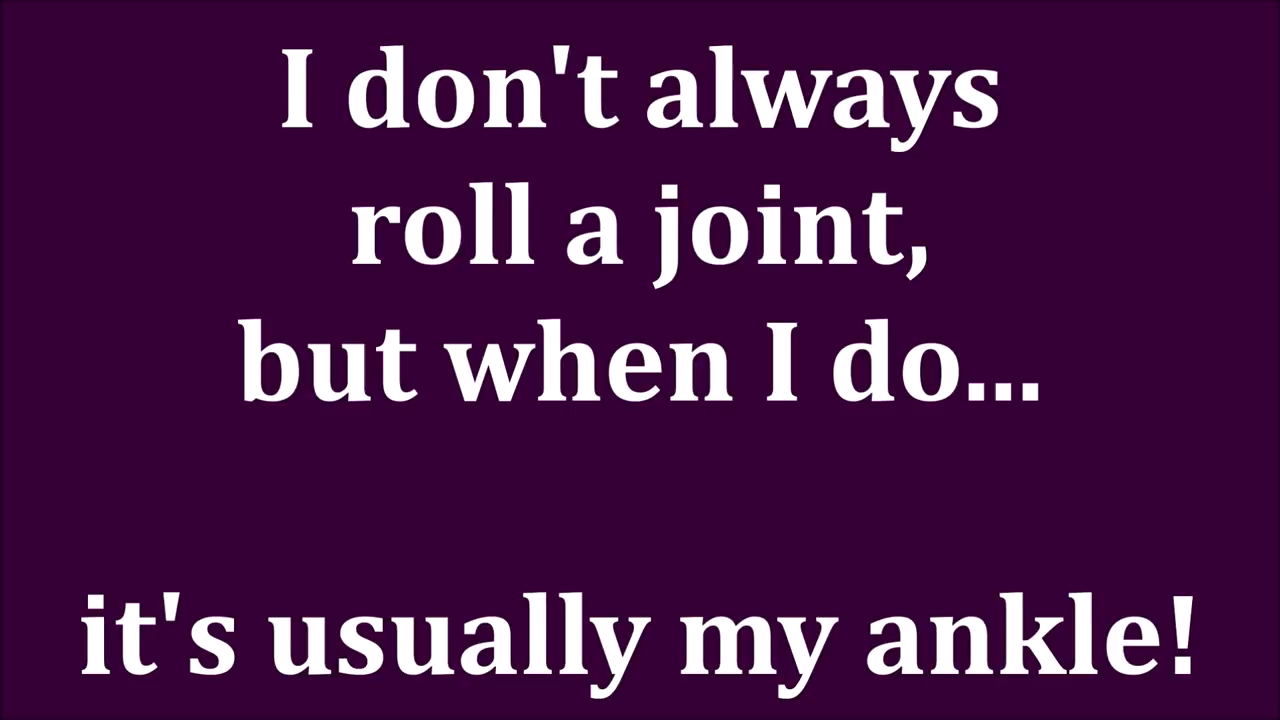 I don't always
roll a joint,
but when I do...
it's usually my ankle!